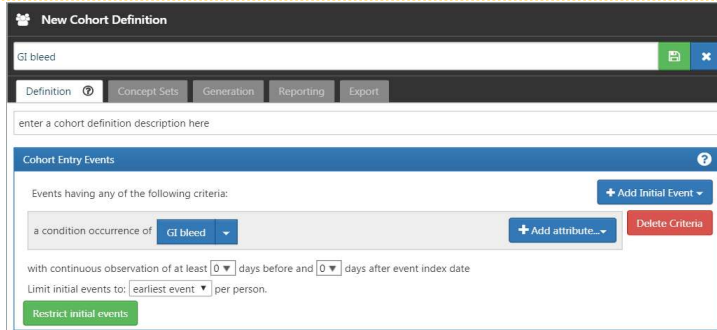 New Cohort Definition
GI bleed
Definition
Concept Sets
Generation
Reporting
Export
enter a cohort definition description here
Cohort Entry Events
Events having any of the following criteria:
+ Add Initial Event
a condition occurrence of GI bleed
+ Add attribute...
Delete Criteria
with continuous observation of at least 0 days before and 0 days after event index date
Limit initial events to: earliest event per person.
Restrict initial events